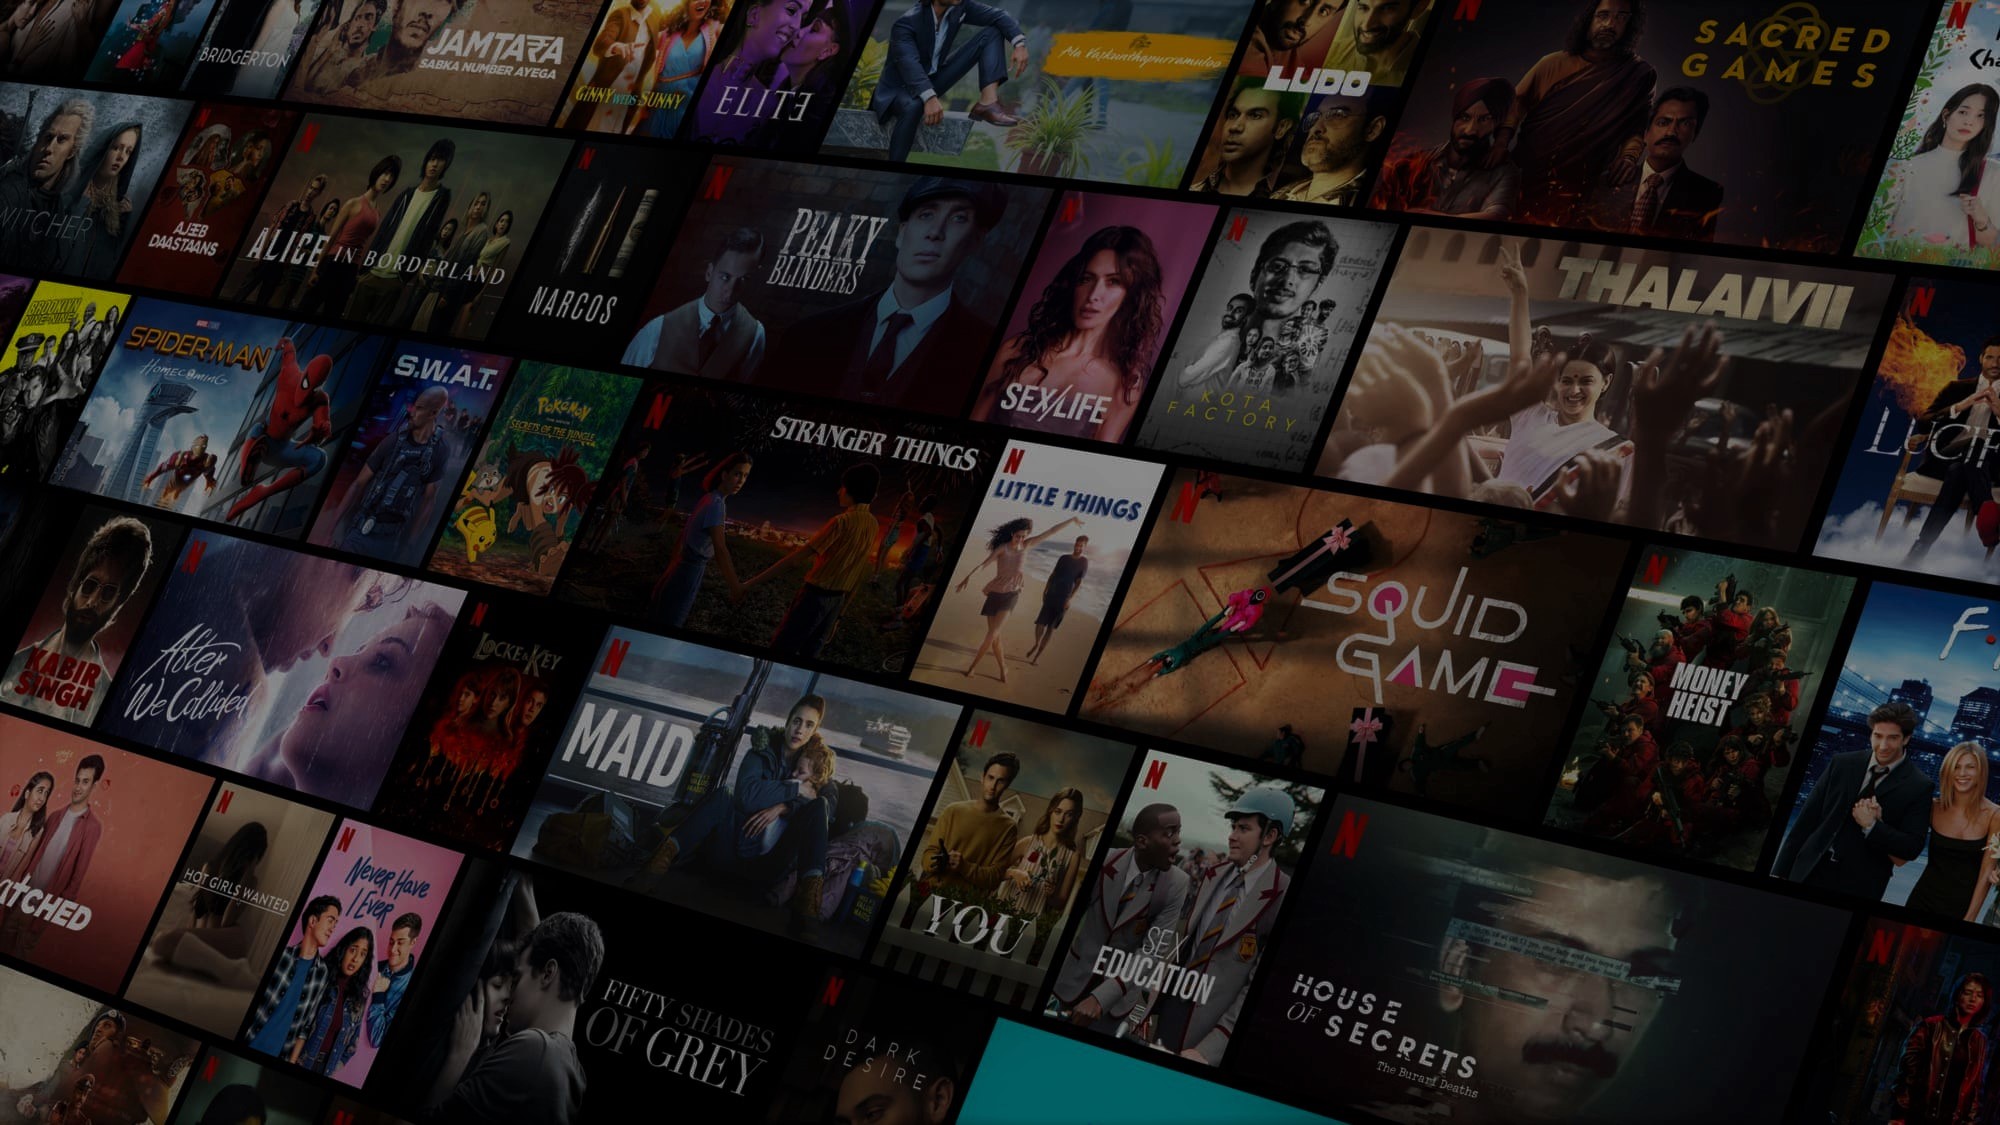 BRIDGERTON
JAMTARA
SABKA NUMBER AYEGA
GINNY WEDS SUNNY
ELITE
Ala Vaikunthapurramuloo
LUDO
SACRED
GAMES
WITCHER
AJEEB
DAASTAANS
ALICE IN BORDERLAND
NARCOS
PEAKY
BLINDERS
SEX/LIFE
KOTA
FACTORY
THALAIVII
LUCIF
BROOKLYN
NINE-NINE
SPIDER-MAN
HOMECOMING
S.W.A.T.
POKéMON
SECRETS OF THE JUNGLE
STRANGER THINGS
LITTLE THINGS
SQUID
GAME
MONEY
HEIST
F
KABIR
SINGH
After
We Collided
LOCKE & KEY
MAID
YOU
SEX
EDUCATION
HOUSE
OF SECRETS
The Burari Deaths
ATCHED
HOT GIRLS WANTED
Never Have
I Ever
FIFTY SHADES
OF GREY
DARK
DESIRE